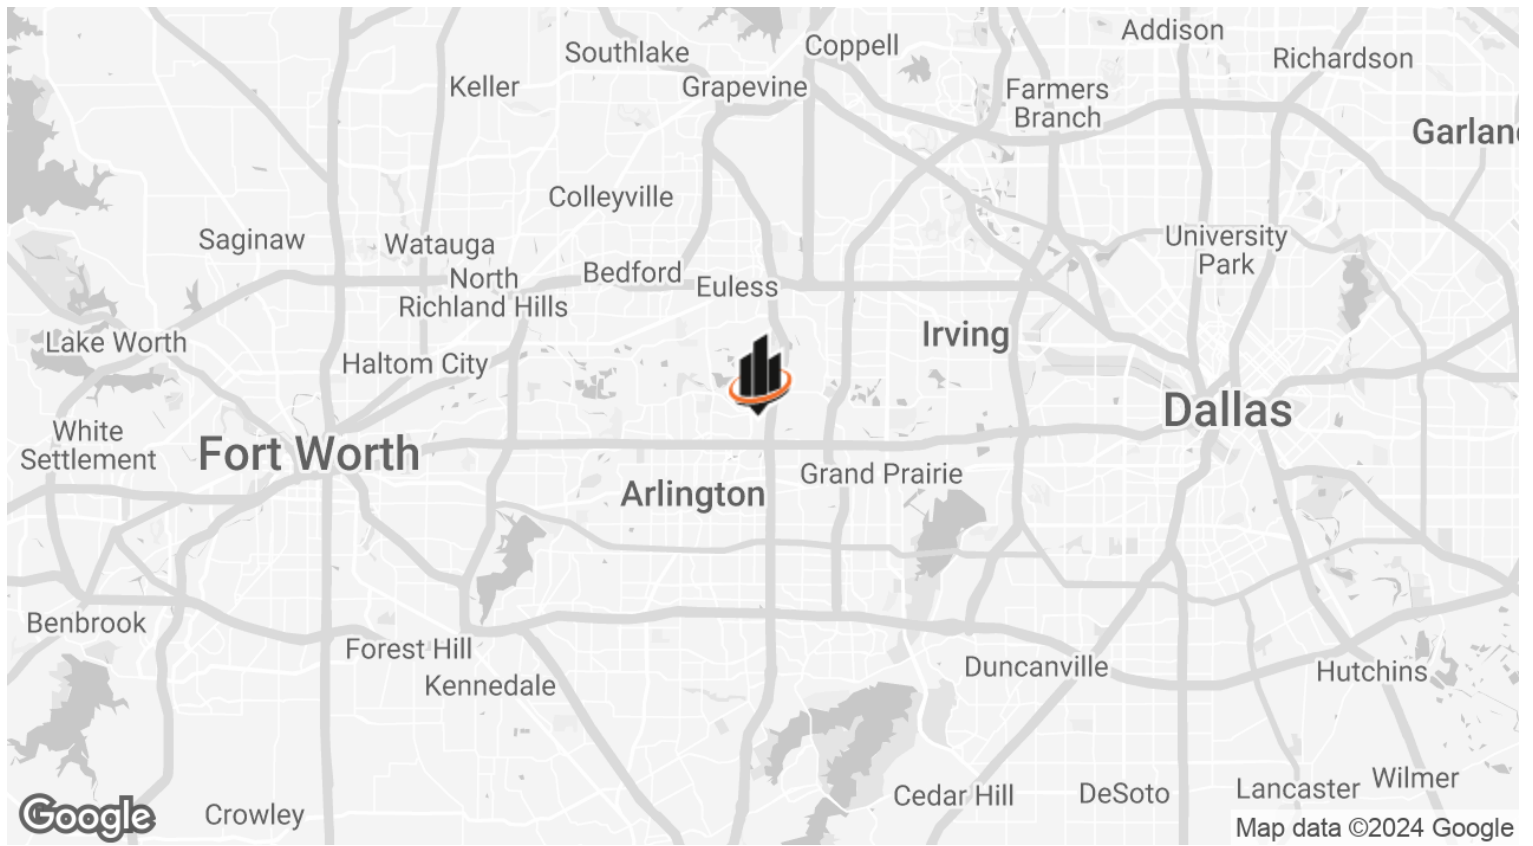 Addison
Southlake
Coppell
Richardson
Keller
Grapevine
Farmers
Branch
Garlan
Colleyville
Saginaw
Watauga
University
Park
North
Richland Hills
Bedford
Euless
Lake Worth
Haltom City
Irving
White
Settlement
Fort Worth
Dallas
Arlington
Grand Prairie
Benbrook
Forest Hill
Kennedale
Duncanville
Hutchins
Cedar Hill
DeSoto
Lancaster
Wilmer
Crowley
Google
Map data ©2024 Google